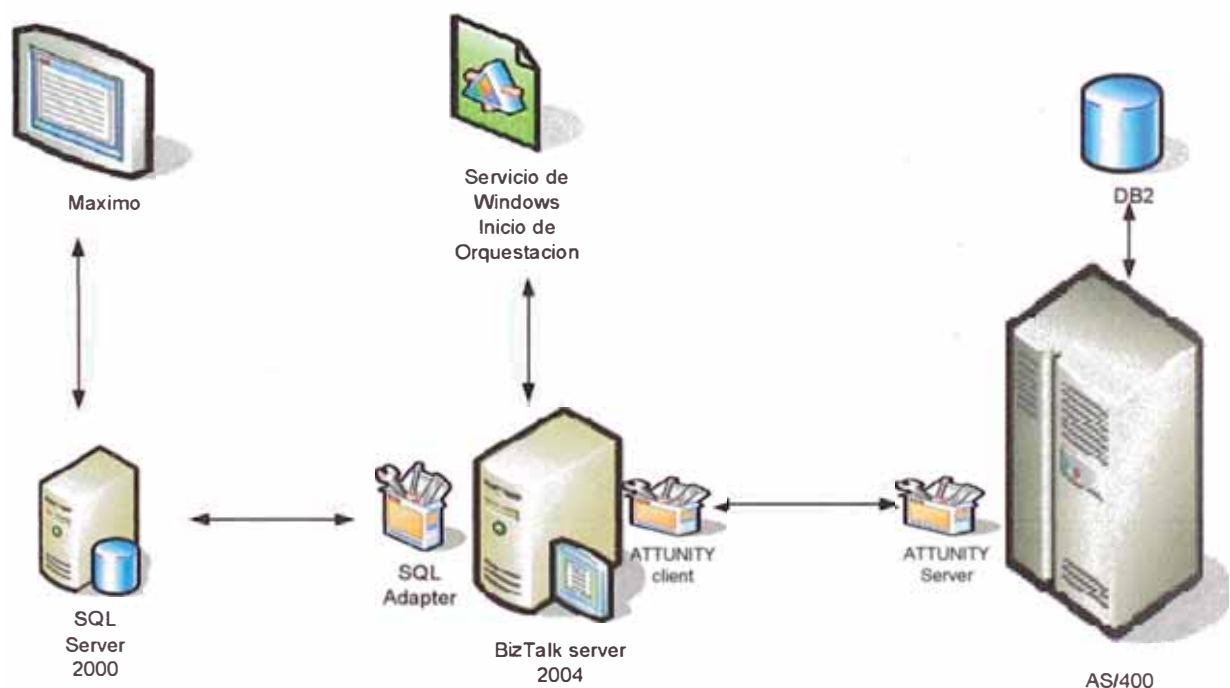 Maximo
Servicio de
Windows
Inicio de
Orquestacion
DB2
SQL
Server
2000
SQL
Adapter
BizTalk server
2004
ATTUNITY
client
ATTUNITY
Server
AS/400